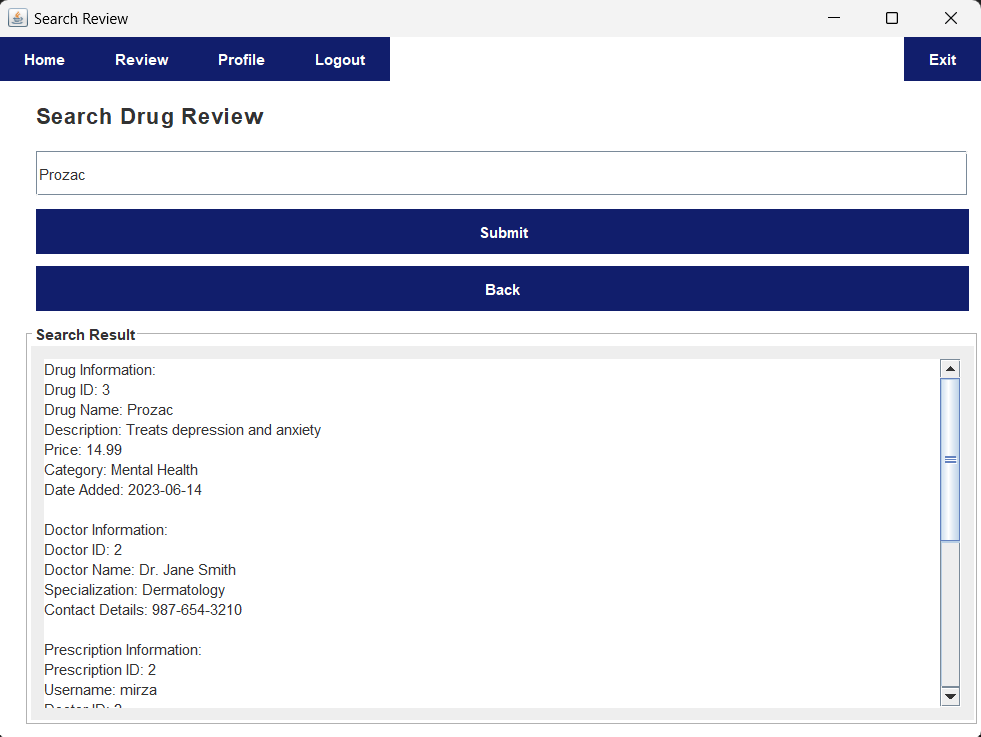 Search Review
Home Review Profile Logout Exit
Search Drug Review
Prozac
Submit
Back
Search Result
Drug Information:
Drug ID: 3
Drug Name: Prozac
Description: Treats depression and anxiety
Price: 14.99
Category: Mental Health
Date Added: 2023-06-14
Doctor Information:
Doctor ID: 2
Doctor Name: Dr. Jane Smith
Specialization: Dermatology
Contact Details: 987-654-3210
Prescription Information:
Prescription ID: 2
Username: mirza
Doctor ID: